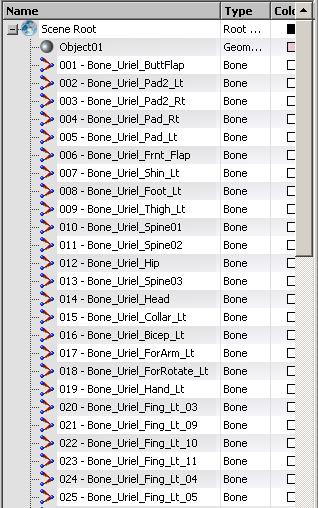 Name Type Colo
Scene Root Root ...
Object01 Geom...
001 - Bone_Uriel_ButtFlap Bone
002 - Bone_Uriel_Pad2_Lt Bone
003 - Bone_Uriel_Pad2_Rt Bone
004 - Bone_Uriel_Pad_Rt Bone
005 - Bone_Uriel_Pad_Lt Bone
006 - Bone_Uriel_Frnt_Flap Bone
007 - Bone_Uriel_Shin_Lt Bone
008 - Bone_Uriel_Foot_Lt Bone
009 - Bone_Uriel_Thigh_Lt Bone
010 - Bone_Uriel_Spine01 Bone
011 - Bone_Uriel_Spine02 Bone
012 - Bone_Uriel_Hip Bone
013 - Bone_Uriel_Spine03 Bone
014 - Bone_Uriel_Head Bone
015 - Bone_Uriel_Collar_Lt Bone
016 - Bone_Uriel_Bicep_Lt Bone
017 - Bone_Uriel_ForArm_Lt Bone
018 - Bone_Uriel_ForRotate_Lt Bone
019 - Bone_Uriel_Hand_Lt Bone
020 - Bone_Uriel_Fing_Lt_03 Bone
021 - Bone_Uriel_Fing_Lt_09 Bone
022 - Bone_Uriel_Fing_Lt_10 Bone
023 - Bone_Uriel_Fing_Lt_11 Bone
024 - Bone_Uriel_Fing_Lt_04 Bone
025 - Bone_Uriel_Fing_Lt_05 Bone